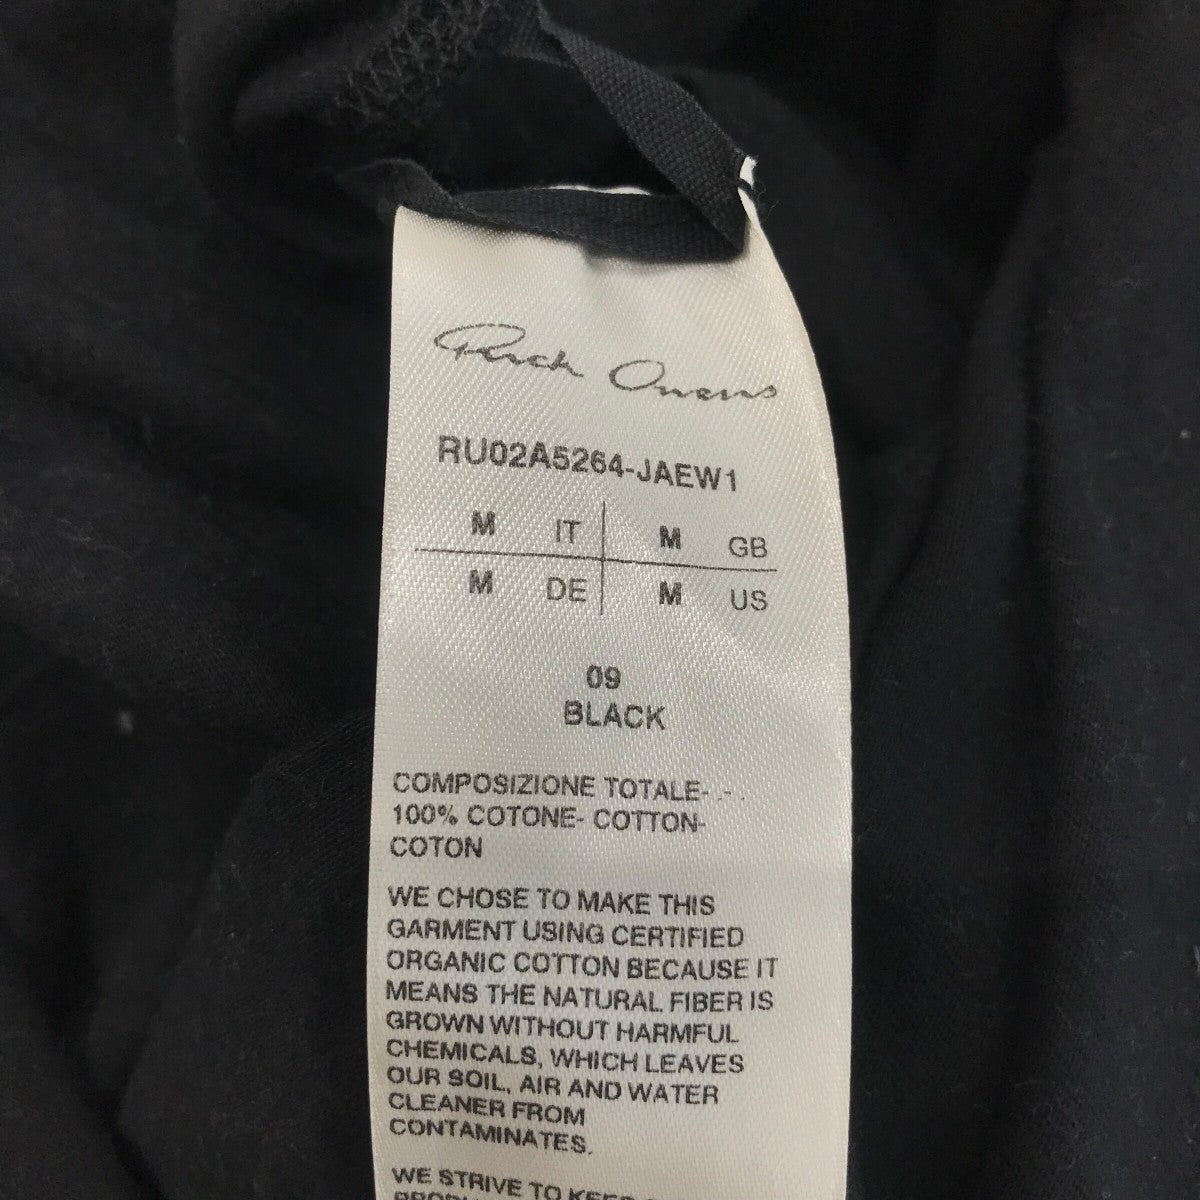 Rick Owens
RU02A5264-JAEW1
M IT M GB
M DE M US
09
BLACK
COMPOSIZIONE TOTALE- .- .
100% COTONE- COTTON-
COTON
WE CHOSE TO MAKE THIS
GARMENT USING CERTIFIED
ORGANIC COTTON BECAUSE IT
MEANS THE NATURAL FIBER IS
GROWN WITHOUT HARMFUL
CHEMICALS, WHICH LEAVES
OUR SOIL, AIR AND WATER
CLEANER FROM
CONTAMINATES.
WE STRIVE TO KEEP